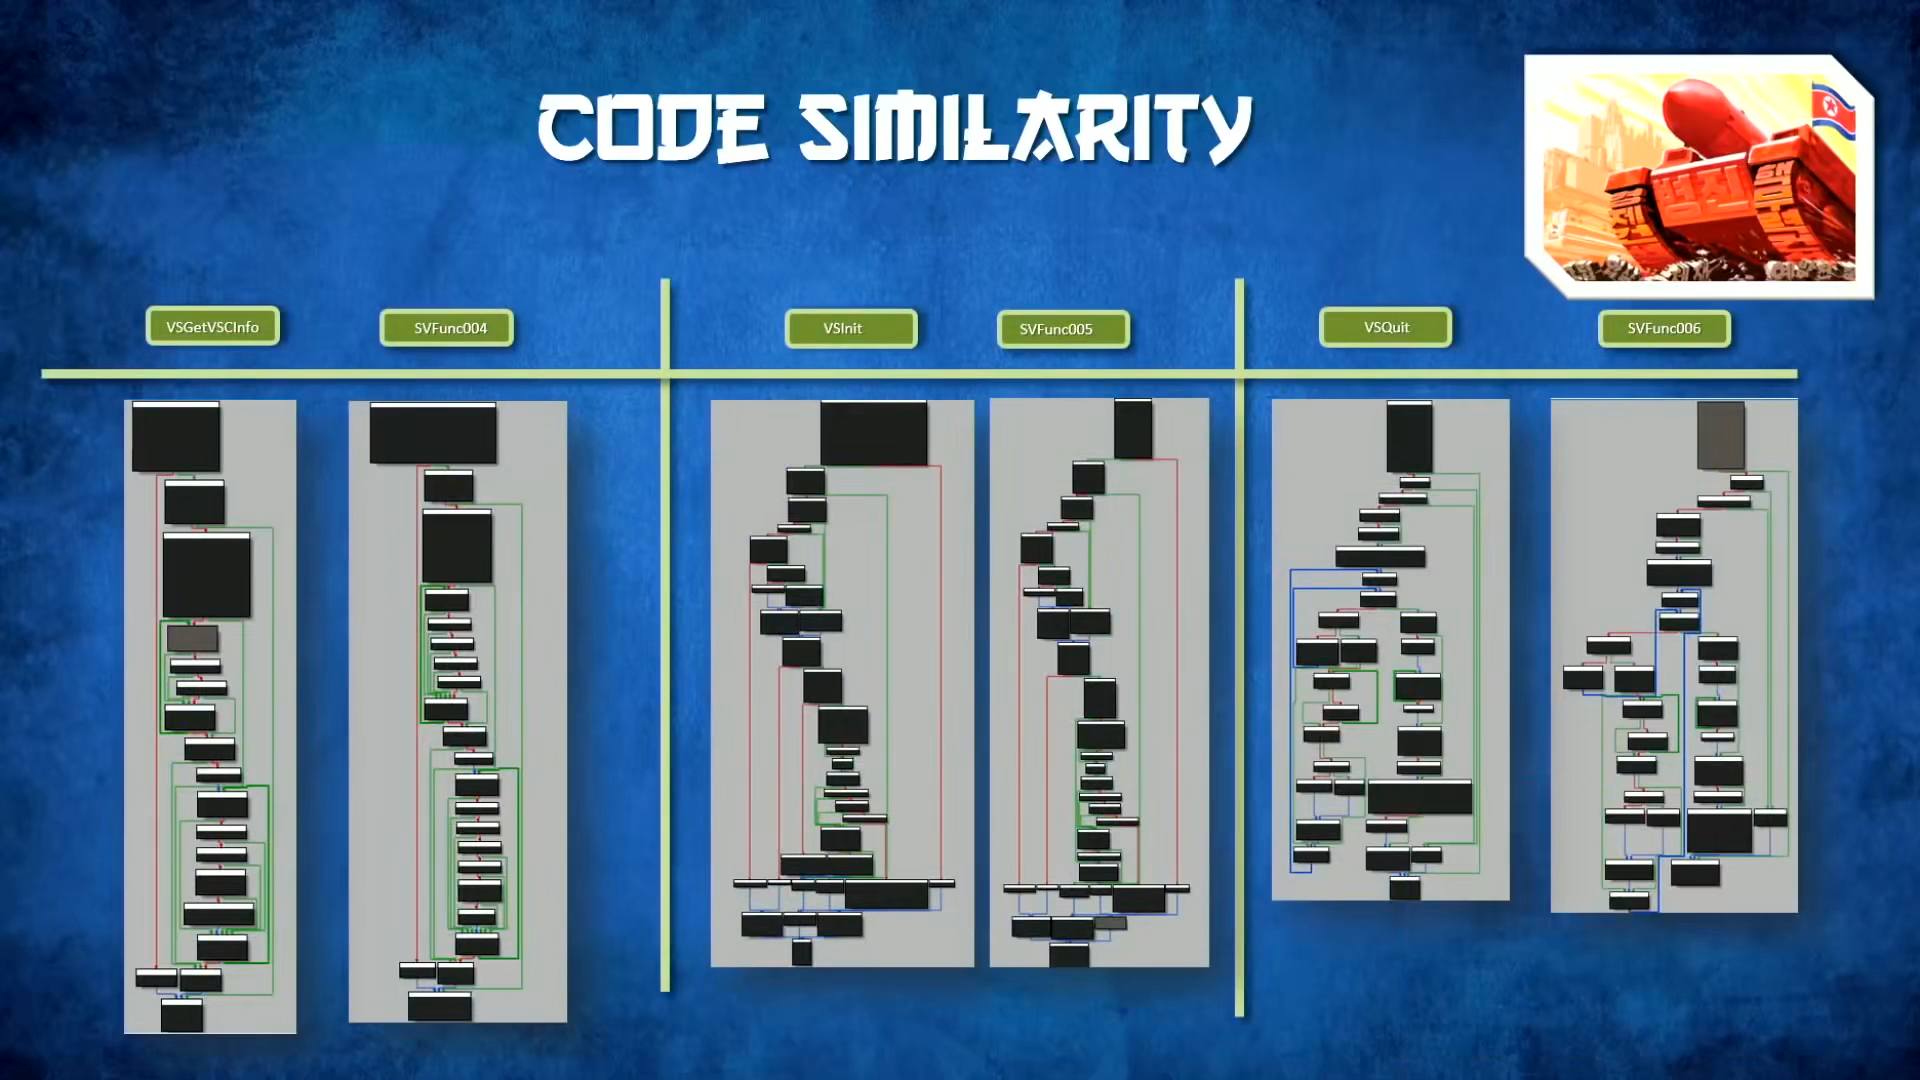 CODE SIMILARITY
VSGetVSCInfo
SVFunc004
VSInit
SVFunc005
VSQuit
SVFunc006